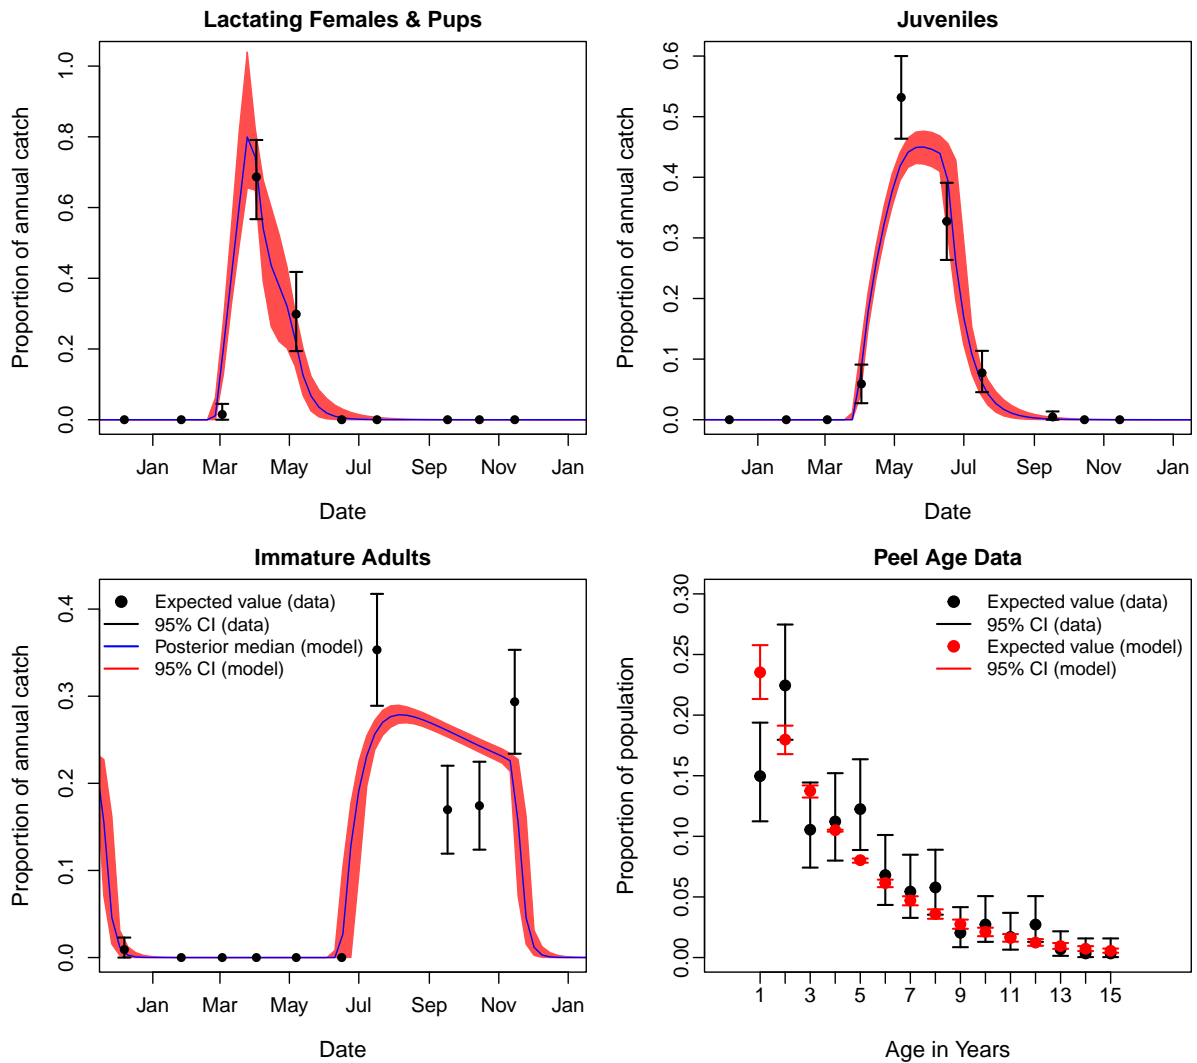 Lactating Females & Pups
Proportion of annual catch
1.0
0.8
0.6
0.4
0.2
0.0
Jan Mar May Jul Sep Nov Jan
Date
Juveniles
Proportion of annual catch
0.6
0.5
0.4
0.3
0.2
0.1
0.0
Jan Mar May Jul Sep Nov Jan
Date
Immature Adults
Expected value (data)
95% CI (data)
Posterior median (model)
95% CI (model)
Proportion of annual catch
0.4
0.3
0.2
0.1
0.0
Jan Mar May Jul Sep Nov Jan
Date
Peel Age Data
Expected value (data)
95% CI (data)
Expected value (model)
95% CI (model)
Proportion of population
0.30
0.25
0.20
0.15
0.10
0.05
0.00
1 3 5 7 9 11 13 15
Age in Years